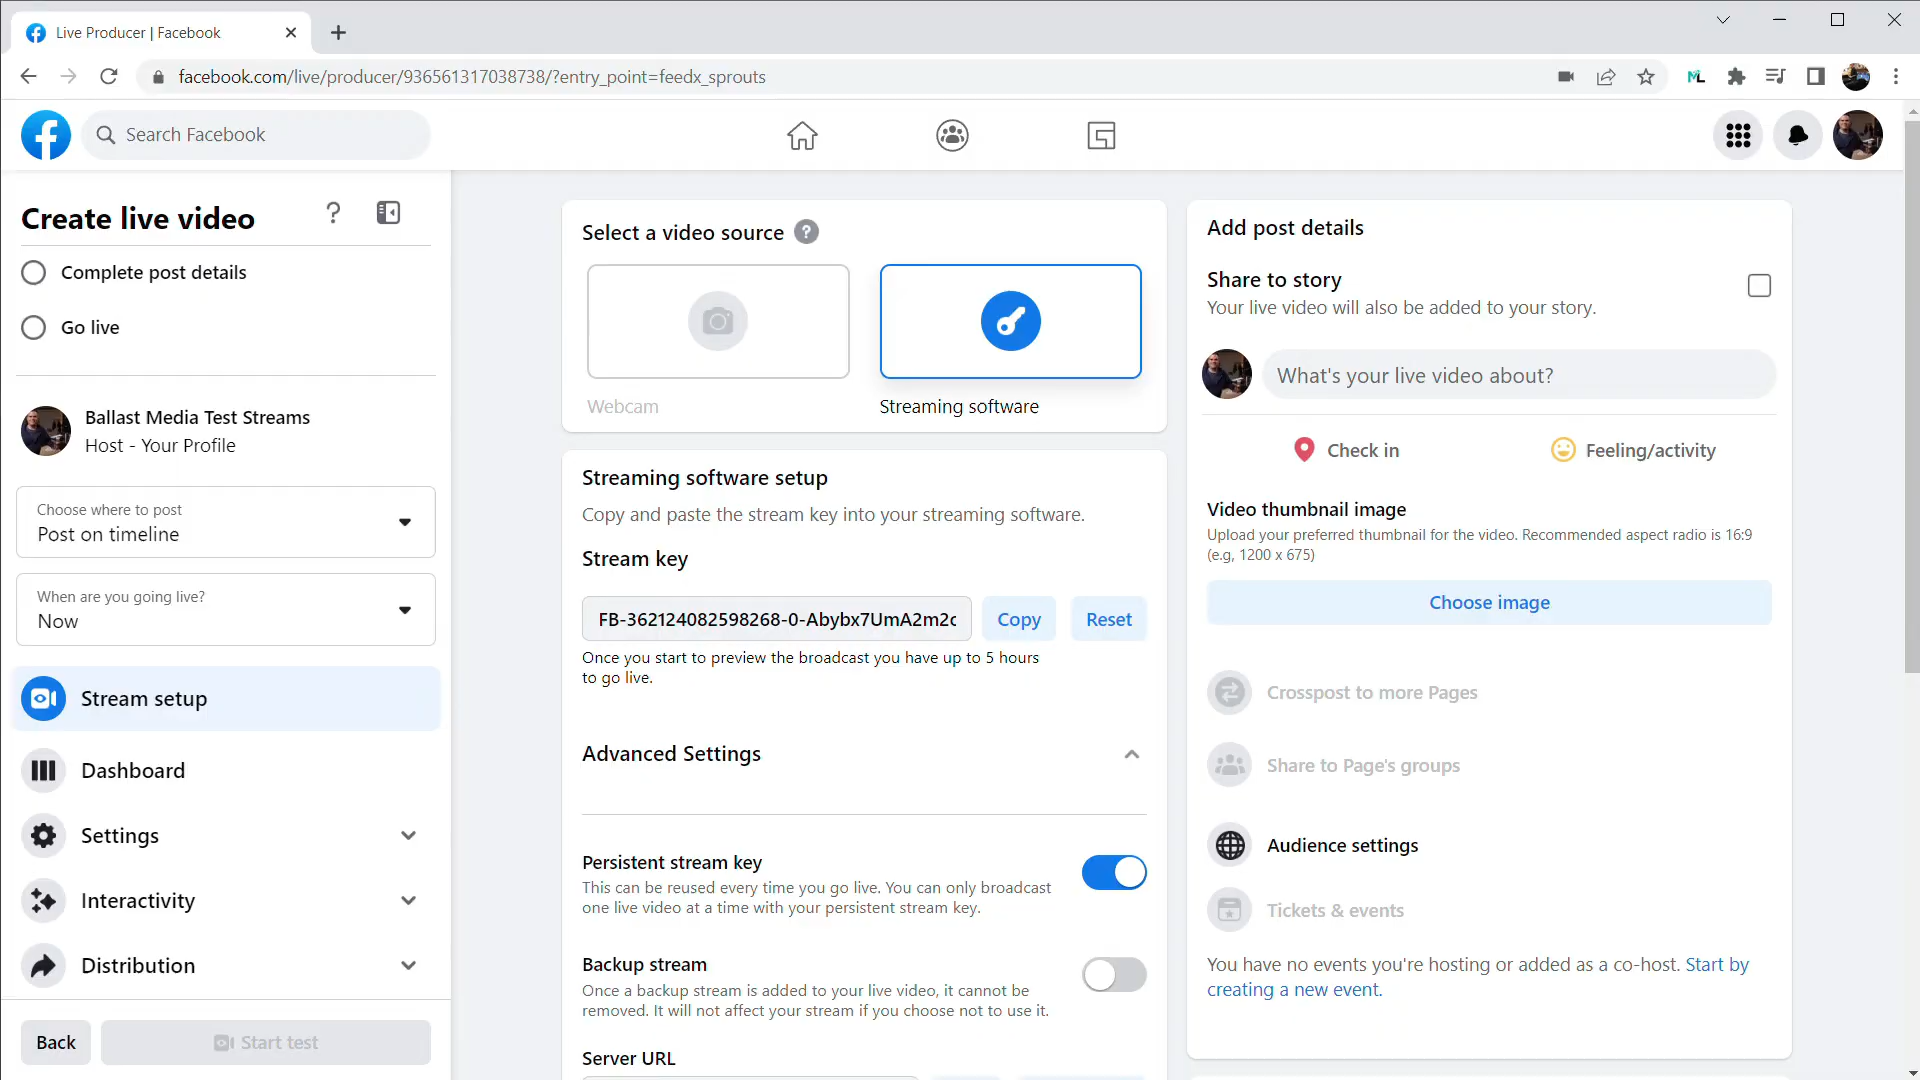 Live Producer | Facebook
facebook.com/live/producer/936561317038738/?entry_point=feedx_sprouts
ML
Search Facebook
Create live video
Complete post details
Go live
Ballast Media Test Streams
Host - Your Profile
Choose where to post
Post on timeline
When are you going live?
Now
Stream setup
Dashboard
Settings
Interactivity
Distribution
Back
Start test
Select a video source
Webcam
Streaming software
Streaming software setup
Copy and paste the stream key into your streaming software.
Stream key
FB-362124082598268-0-Abybx7UmA2m2c
Copy
Reset
Once you start to preview the broadcast you have up to 5 hours
to go live.
Advanced Settings
Persistent stream key
This can be reused every time you go live. You can only broadcast
one live video at a time with your persistent stream key.
Backup stream
Once a backup stream is added to your live video, it cannot be
removed. It will not affect your stream if you choose not to use it.
Server URL
Add post details
Share to story
Your live video will also be added to your story.
What's your live video about?
Check in
Feeling/activity
Video thumbnail image
Upload your preferred thumbnail for the video. Recommended aspect radio is 16:9
(e.g, 1200 x 675)
Choose image
Crosspost to more Pages
Share to Page's groups
Audience settings
Tickets & events
You have no events you're hosting or added as a co-host. Start by
creating a new event.